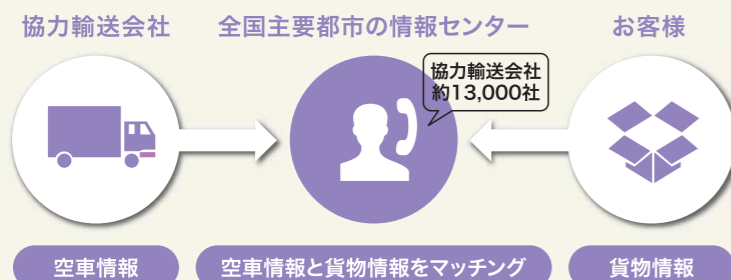 協力輸送会社
全国主要都市の情報センター
お客様
協力輸送会社
約13,000社
空車情報
空車情報と貨物情報をマッチング
貨物情報